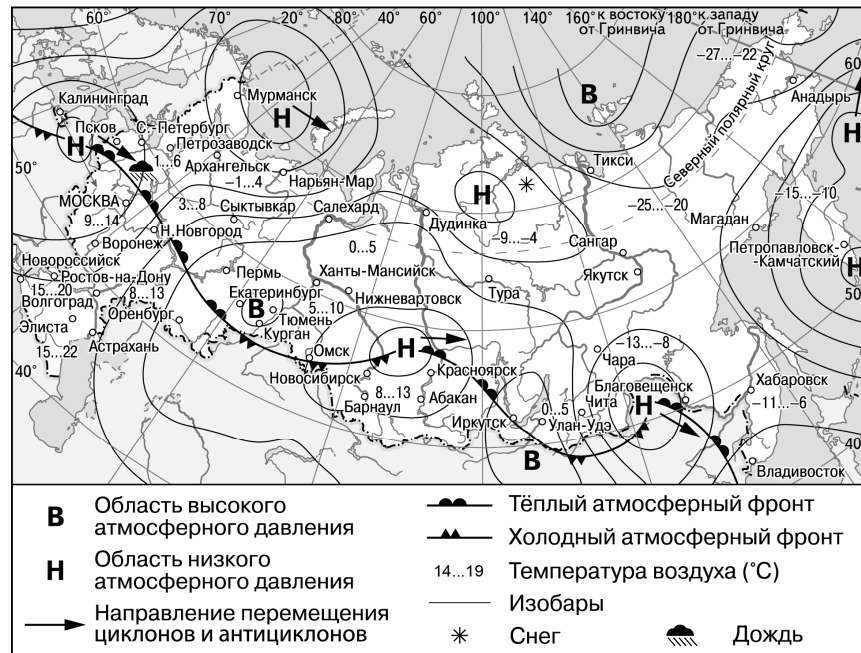 20° 80° 40° 60° 100° 140° 160° к востоку 180° к западу
от Гринвича от Гринвича
60° –27...–22 Северный полярный круг 60
Калининград Мурманск Н В Анадырь
Псков С.-Петербург Н
Н Петрозаводск Тикси
50° 1...6 Архангельск Нарьян-Мар Н
–1...4 –15...–10
МОСКВА 3...8 Сыктывкар Салехард –25...–20 Магадан
9...14 Дудинка –9...–4
Воронеж Н.Новгород 0...5 Сангар Петропавловск-
-Камчатский
Новороссийск Пермь Ханты-Мансийск Якутск Н
Ростов-на-Дону Екатеринбург Нижневартовск Тура 50
15...20 8...13 В 5...10
Волгоград Оренбург Тюмень –13...–8
Элиста Курган Чара
15...22 Астрахань Омск Н Благовещенск
40° Новосибирск Красноярск Хабаровск
8...13 0...5 Чита Н –11...–6
Барнаул Абакан
Иркутск Улан-Удэ 40
В Владивосток
60° 80° 100° 120° 140°
В Область высокого
атмосферного давления
Н Область низкого
атмосферного давления
Направление перемещения
циклонов и антициклонов
Тёплый атмосферный фронт
Холодный атмосферный фронт
14...19 Температура воздуха (°С)
Изобары
Снег Дождь